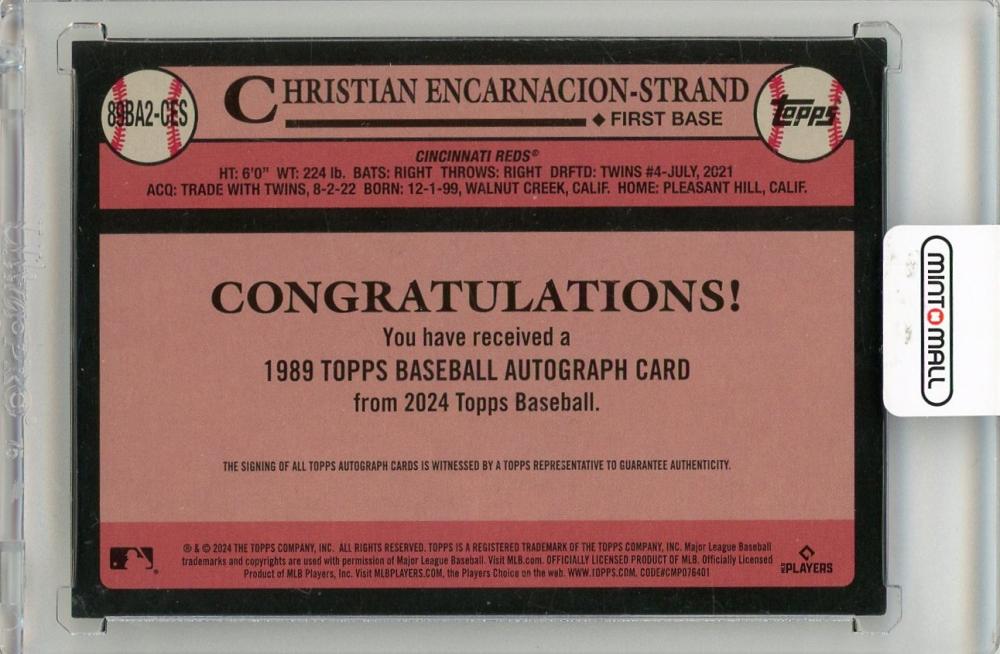 89BA2-CES
CHRISTIAN ENCARNACION-STRAND
FIRST BASE
topps
CINCINNATI REDS®
HT: 6'0" WT: 224 lb. BATS: RIGHT THROWS: RIGHT DRFTD: TWINS #4-JULY, 2021
ACQ: TRADE WITH TWINS, 8-2-22 BORN: 12-1-99, WALNUT CREEK, CALIF. HOME: PLEASANT HILL, CALIF.
CONGRATULATIONS!
You have received a
1989 TOPPS BASEBALL AUTOGRAPH CARD
from 2024 Topps Baseball.
THE SIGNING OF ALL TOPPS AUTOGRAPH CARDS IS WITNESSED BY A TOPPS REPRESENTATIVE TO GUARANTEE AUTHENTICITY.
® & © 2024 THE TOPPS COMPANY, INC. ALL RIGHTS RESERVED. TOPPS IS A REGISTERED TRADEMARK OF THE TOPPS COMPANY, INC. Major League Baseball
trademarks and copyrights are used with permission of Major League Baseball. Visit MLB.com. OFFICIALLY LICENSED PRODUCT OF MLB. Officially Licensed
Product of MLB Players, Inc. Visit MLBPLAYERS.COM, the Players Choice on the web. WWW.TOPPS.COM. CODE#CMP076401
MLB PLAYERS
MINT MALL